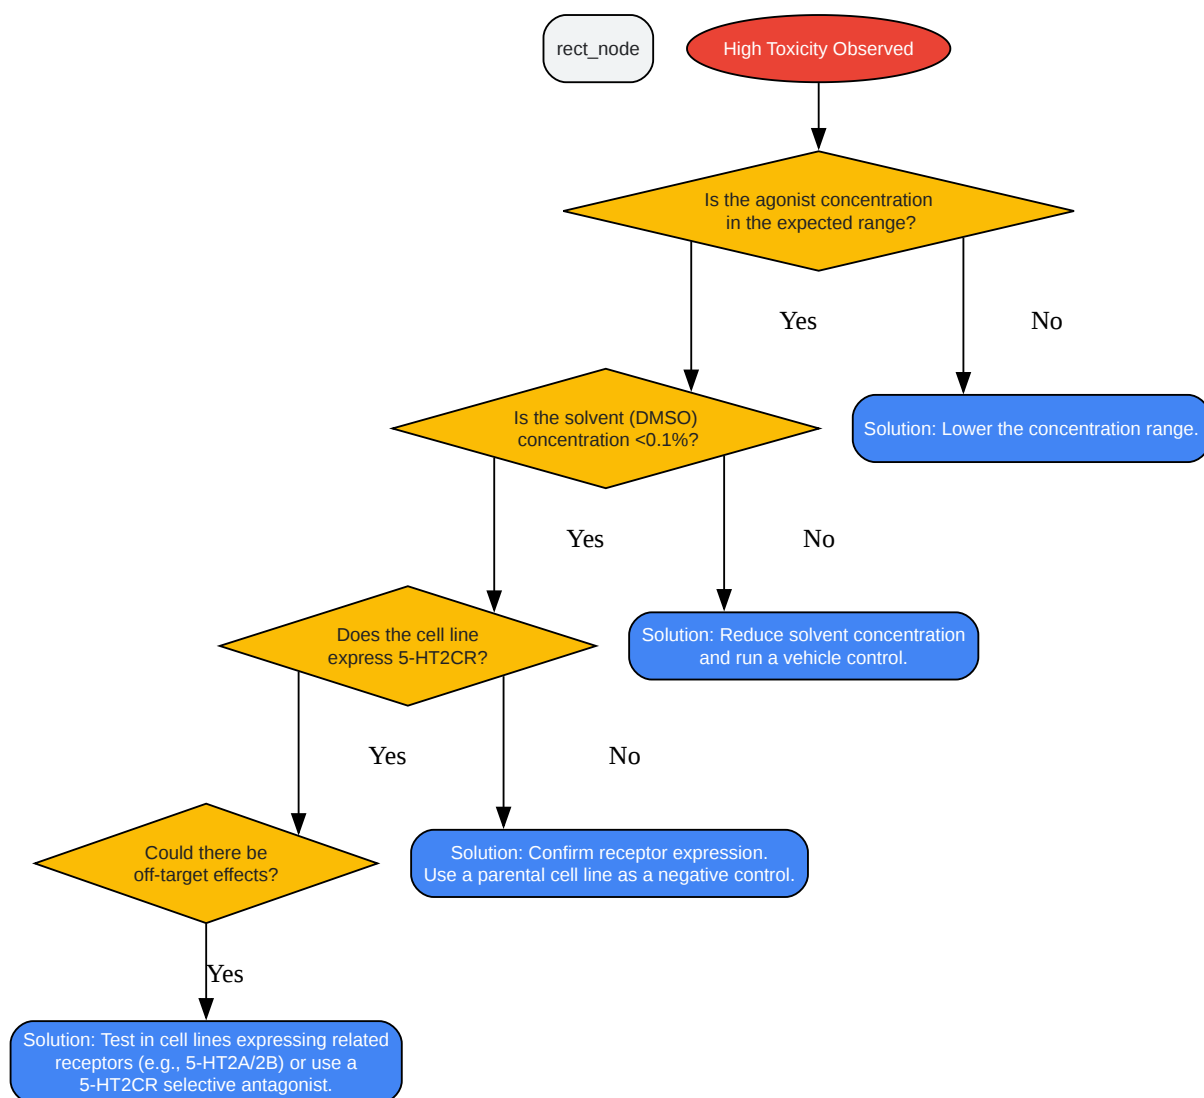 rect_node
High Toxicity Observed
Is the agonist concentration
in the expected range?
Yes
No
Is the solvent (DMSO)
concentration <0.1%?
Solution: Lower the concentration range.
Yes
No
Does the cell line
express 5-HT2CR?
Solution: Reduce solvent concentration
and run a vehicle control.
Yes
No
Could there be
off-target effects?
Solution: Confirm receptor expression.
Use a parental cell line as a negative control.
Yes
Solution: Test in cell lines expressing related
receptors (e.g., 5-HT2A/2B) or use a
5-HT2CR selective antagonist.